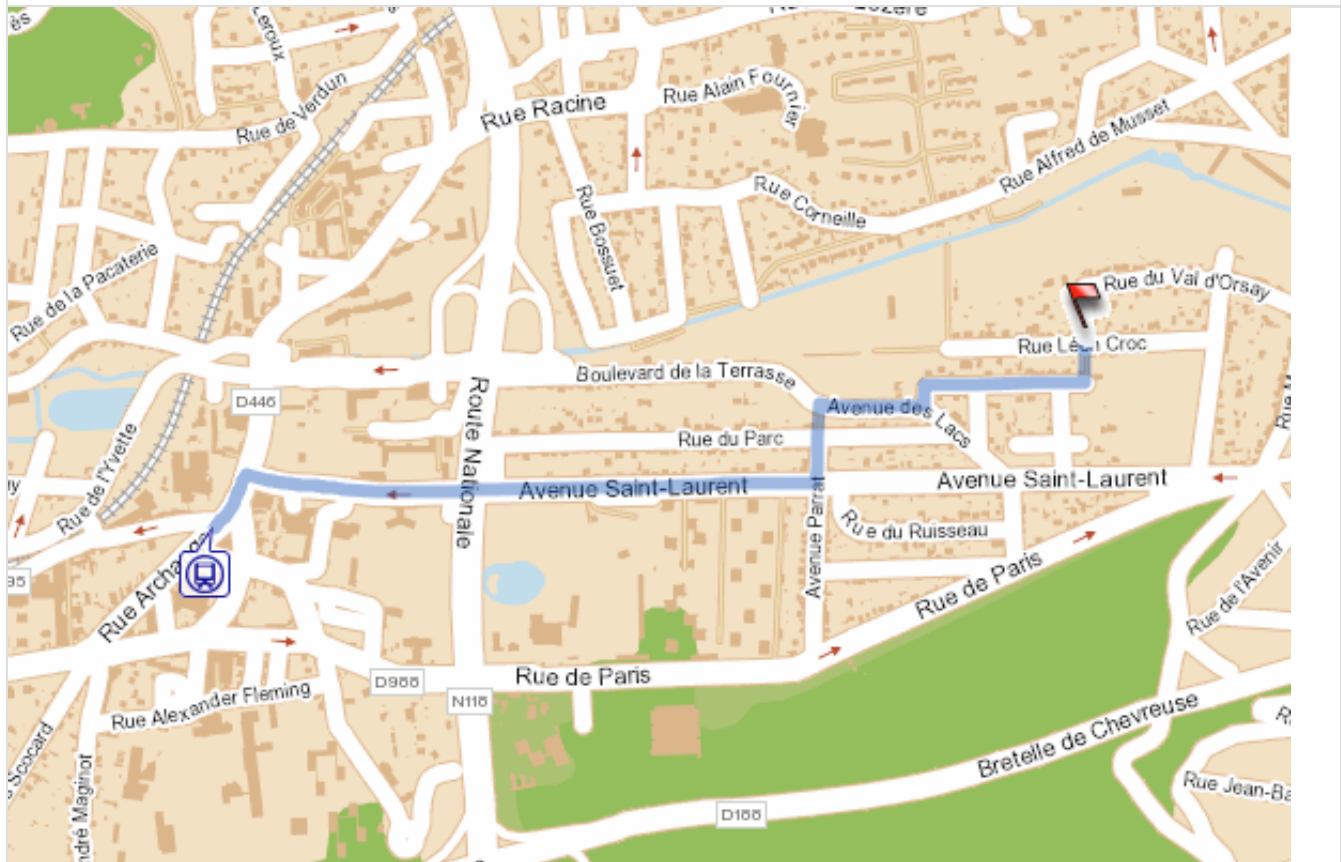 Leroux
Rue de Verdun
Rue Racine
Rue Alain Fournier
Rue Alfred de Musset
Rue Corneille
Rue Bossuet
Rue de la Pacaterie
Rue du Val d'Orsay
Rue Léon Croc
Boulevard de la Terrasse
D446
Avenue des Lacs
Rue du Parc
Route Nationale
Rue de l'Yvette
Avenue Saint-Laurent
Avenue Saint-Laurent
Avenue Parrat
Rue du Ruisseau
Rue de Paris
Rue de l'Avenir
Rue
Rue de Paris
D988
N118
Rue Alexander Fleming
Scocard
Maginot
Bretelle de Chevreuse
D188
Rue Jean-Ba